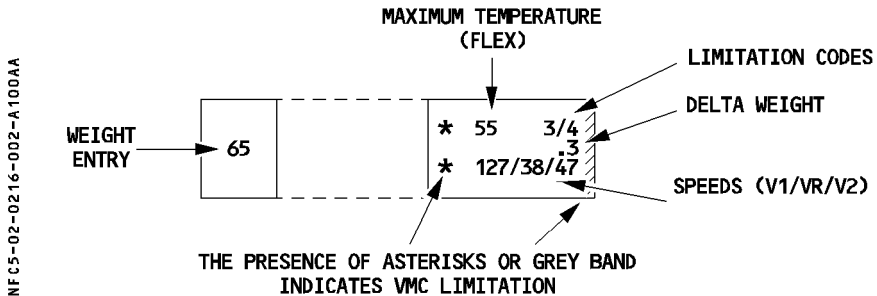 MAXIMUM TEMPERATURE
(FLEX)
LIMITATION CODES
DELTA WEIGHT
WEIGHT
ENTRY
65
* 55 3/4
.3
* 127/38/47
SPEEDS (V1/VR/V2)
THE PRESENCE OF ASTERISKS OR GREY BAND
INDICATES VMC LIMITATION
NFC5-02-0216-002-A100AA